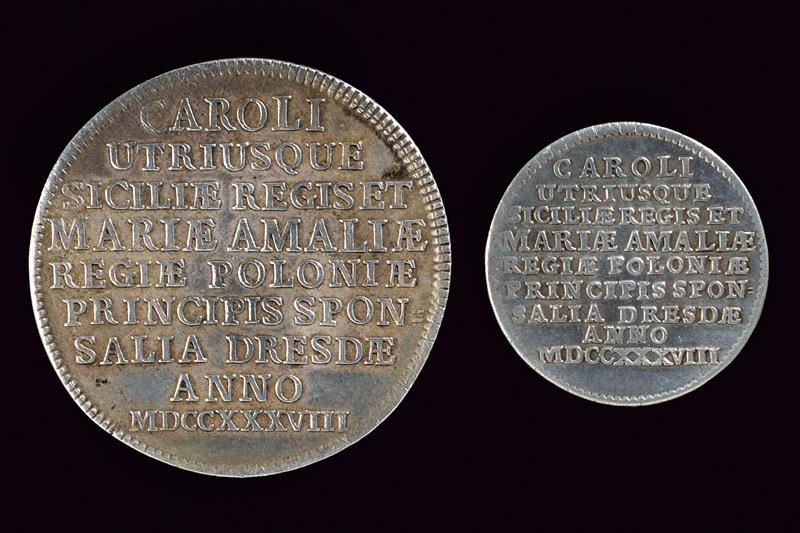 CAROLI
UTRIUSQUE
SICILIÆ REGIS ET
MARIÆ AMALIÆ
REGIÆ POLONIÆ
PRINCIPIS SPON-
SALIA DRESDÆ
ANNO
MDCCXXXVIII
CAROLI
UTRIUSQUE
SICILIÆ REGIS ET
MARIÆ AMALIÆ
REGIÆ POLONIÆ
PRINCIPIS SPON-
SALIA DRESDÆ
ANNO
MDCCXXXVIII